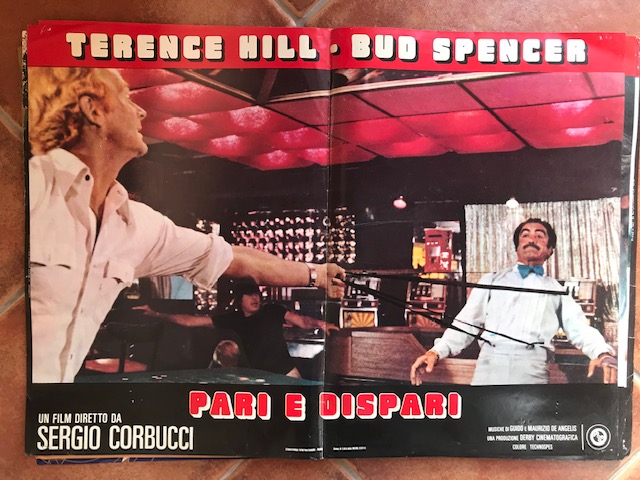 TERENCE HILL · BUD SPENCER
PARI E DISPARI
UN FILM DIRETTO DA
SERGIO CORBUCCI
MUSICHE DI GUIDO E MAURIZIO DE ANGELIS
UNA PRODUZIONE DERBY CINEMATOGRAFICA
COLORE TECHNOSPES